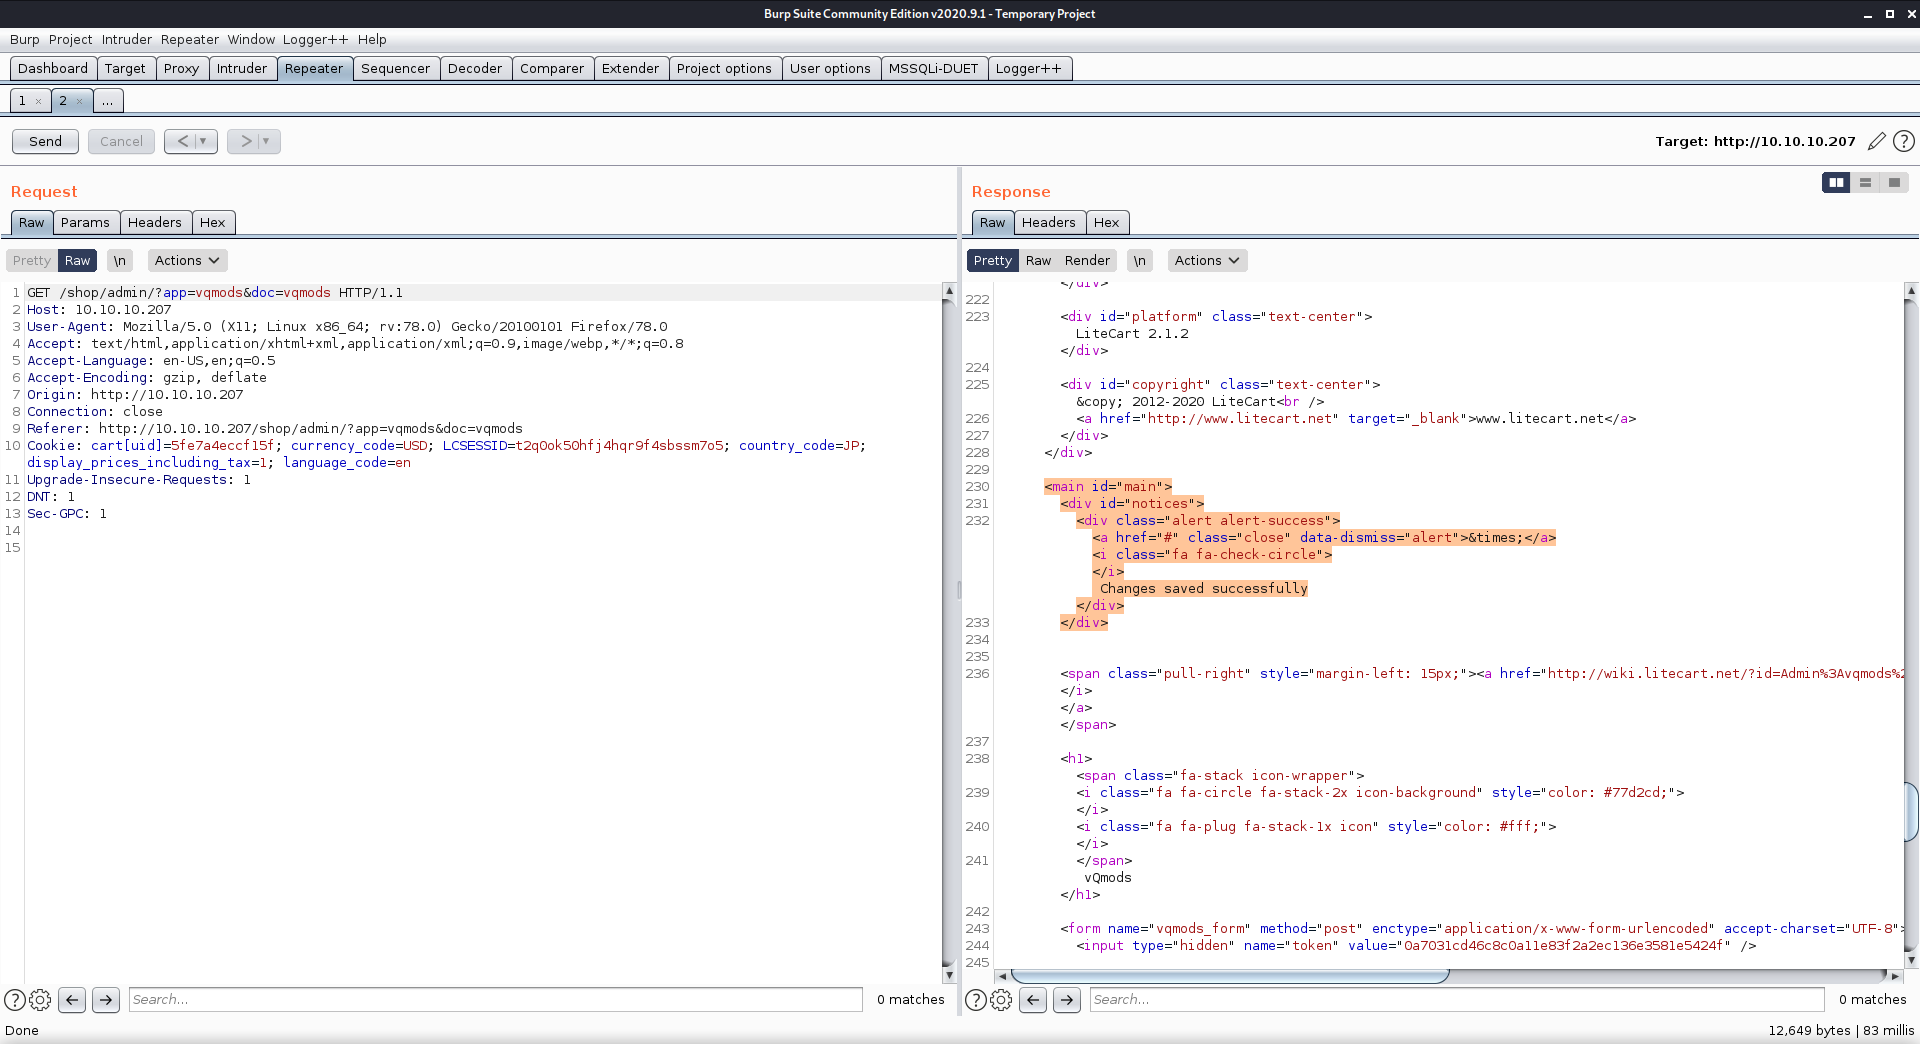 Burp Suite Community Edition v2020.9.1 - Temporary Project
Burp Project Intruder Repeater Window Logger++ Help
Dashboard Target Proxy Intruder Repeater Sequencer Decoder Comparer Extender Project options User options MSSQLi-DUET Logger++
1 × 2 × ...
Send Cancel < > Target: http://10.10.10.207 ?
Request
Raw Params Headers Hex
Pretty Raw \n Actions
1 GET /shop/admin/?app=vqmods&doc=vqmods HTTP/1.1
2 Host: 10.10.10.207
3 User-Agent: Mozilla/5.0 (X11; Linux x86_64; rv:78.0) Gecko/20100101 Firefox/78.0
4 Accept: text/html,application/xhtml+xml,application/xml;q=0.9,image/webp,*/*;q=0.8
5 Accept-Language: en-US,en;q=0.5
6 Accept-Encoding: gzip, deflate
7 Origin: http://10.10.10.207
8 Connection: close
9 Referer: http://10.10.10.207/shop/admin/?app=vqmods&doc=vqmods
10 Cookie: cart[uid]=5fe7a4eccf15f; currency_code=USD; LCSESSID=t2q0ok50hfj4hqr9f4sbssm7o5; country_code=JP;
display_prices_including_tax=1; language_code=en
11 Upgrade-Insecure-Requests: 1
12 DNT: 1
13 Sec-GPC: 1
14
15
? Search... 0 matches
Response
Raw Headers Hex
Pretty Raw Render \n Actions
</div>
222
223 <div id="platform" class="text-center">
LiteCart 2.1.2
</div>
224
225 <div id="copyright" class="text-center">
&copy; 2012-2020 LiteCart<br />
226 <a href="http://www.litecart.net" target="_blank">www.litecart.net</a>
227 </div>
228 </div>
229
230 <main id="main">
231 <div id="notices">
232 <div class="alert alert-success">
<a href="#" class="close" data-dismiss="alert">&times;</a>
<i class="fa fa-check-circle">
</i>
Changes saved successfully
</div>
233 </div>
234
235
236 <span class="pull-right" style="margin-left: 15px;"><a href="http://wiki.litecart.net/?id=Admin%3Avqmods%2
</i>
</a>
</span>
237
238 <h1>
<span class="fa-stack icon-wrapper">
239 <i class="fa fa-circle fa-stack-2x icon-background" style="color: #77d2cd;">
</i>
240 <i class="fa fa-plug fa-stack-1x icon" style="color: #fff;">
</i>
241 </span>
vQmods
</h1>
242
243 <form name="vqmods_form" method="post" enctype="application/x-www-form-urlencoded" accept-charset="UTF-8">
244 <input type="hidden" name="token" value="0a7031cd46c8c0a11e83f2a2ec136e3581e5424f" />
245
? Search... 0 matches
Done 12,649 bytes | 83 millis